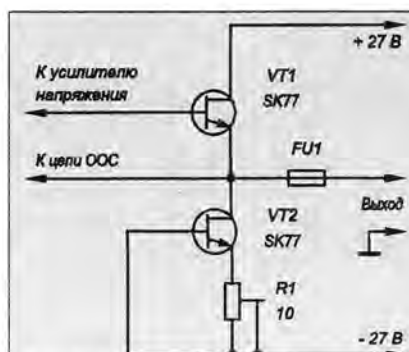 + 27 В
К усилителю
напряжения
VT1
SK77
К цепи ООС
FU1
VT2
SK77
Выход
R1
10
- 27 В